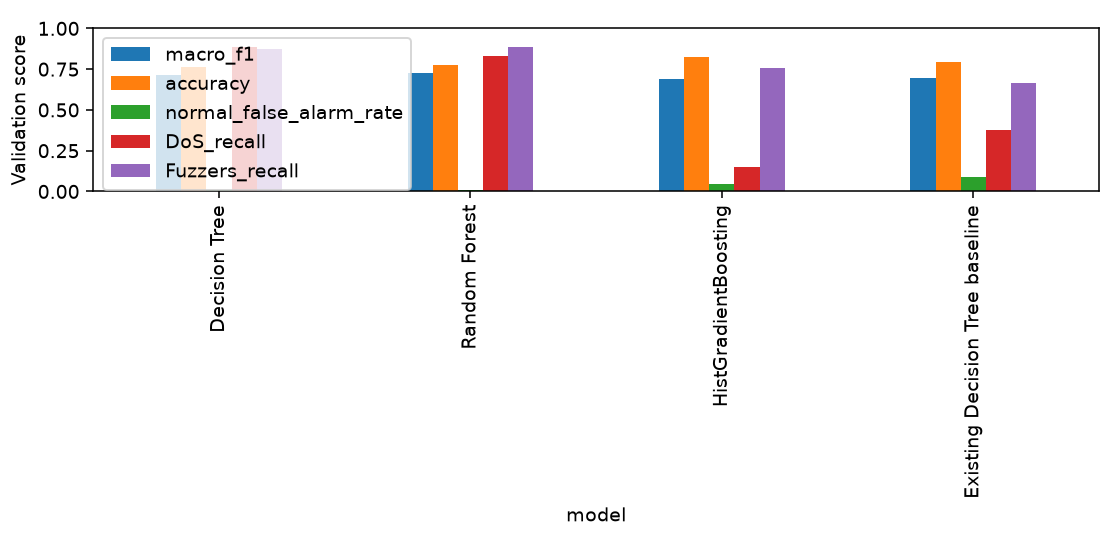 Validation score
1.00
0.75
0.50
0.25
0.00
macro_f1
accuracy
normal_false_alarm_rate
DoS_recall
Fuzzers_recall
Decision Tree
Random Forest
HistGradientBoosting
Existing Decision Tree baseline
model